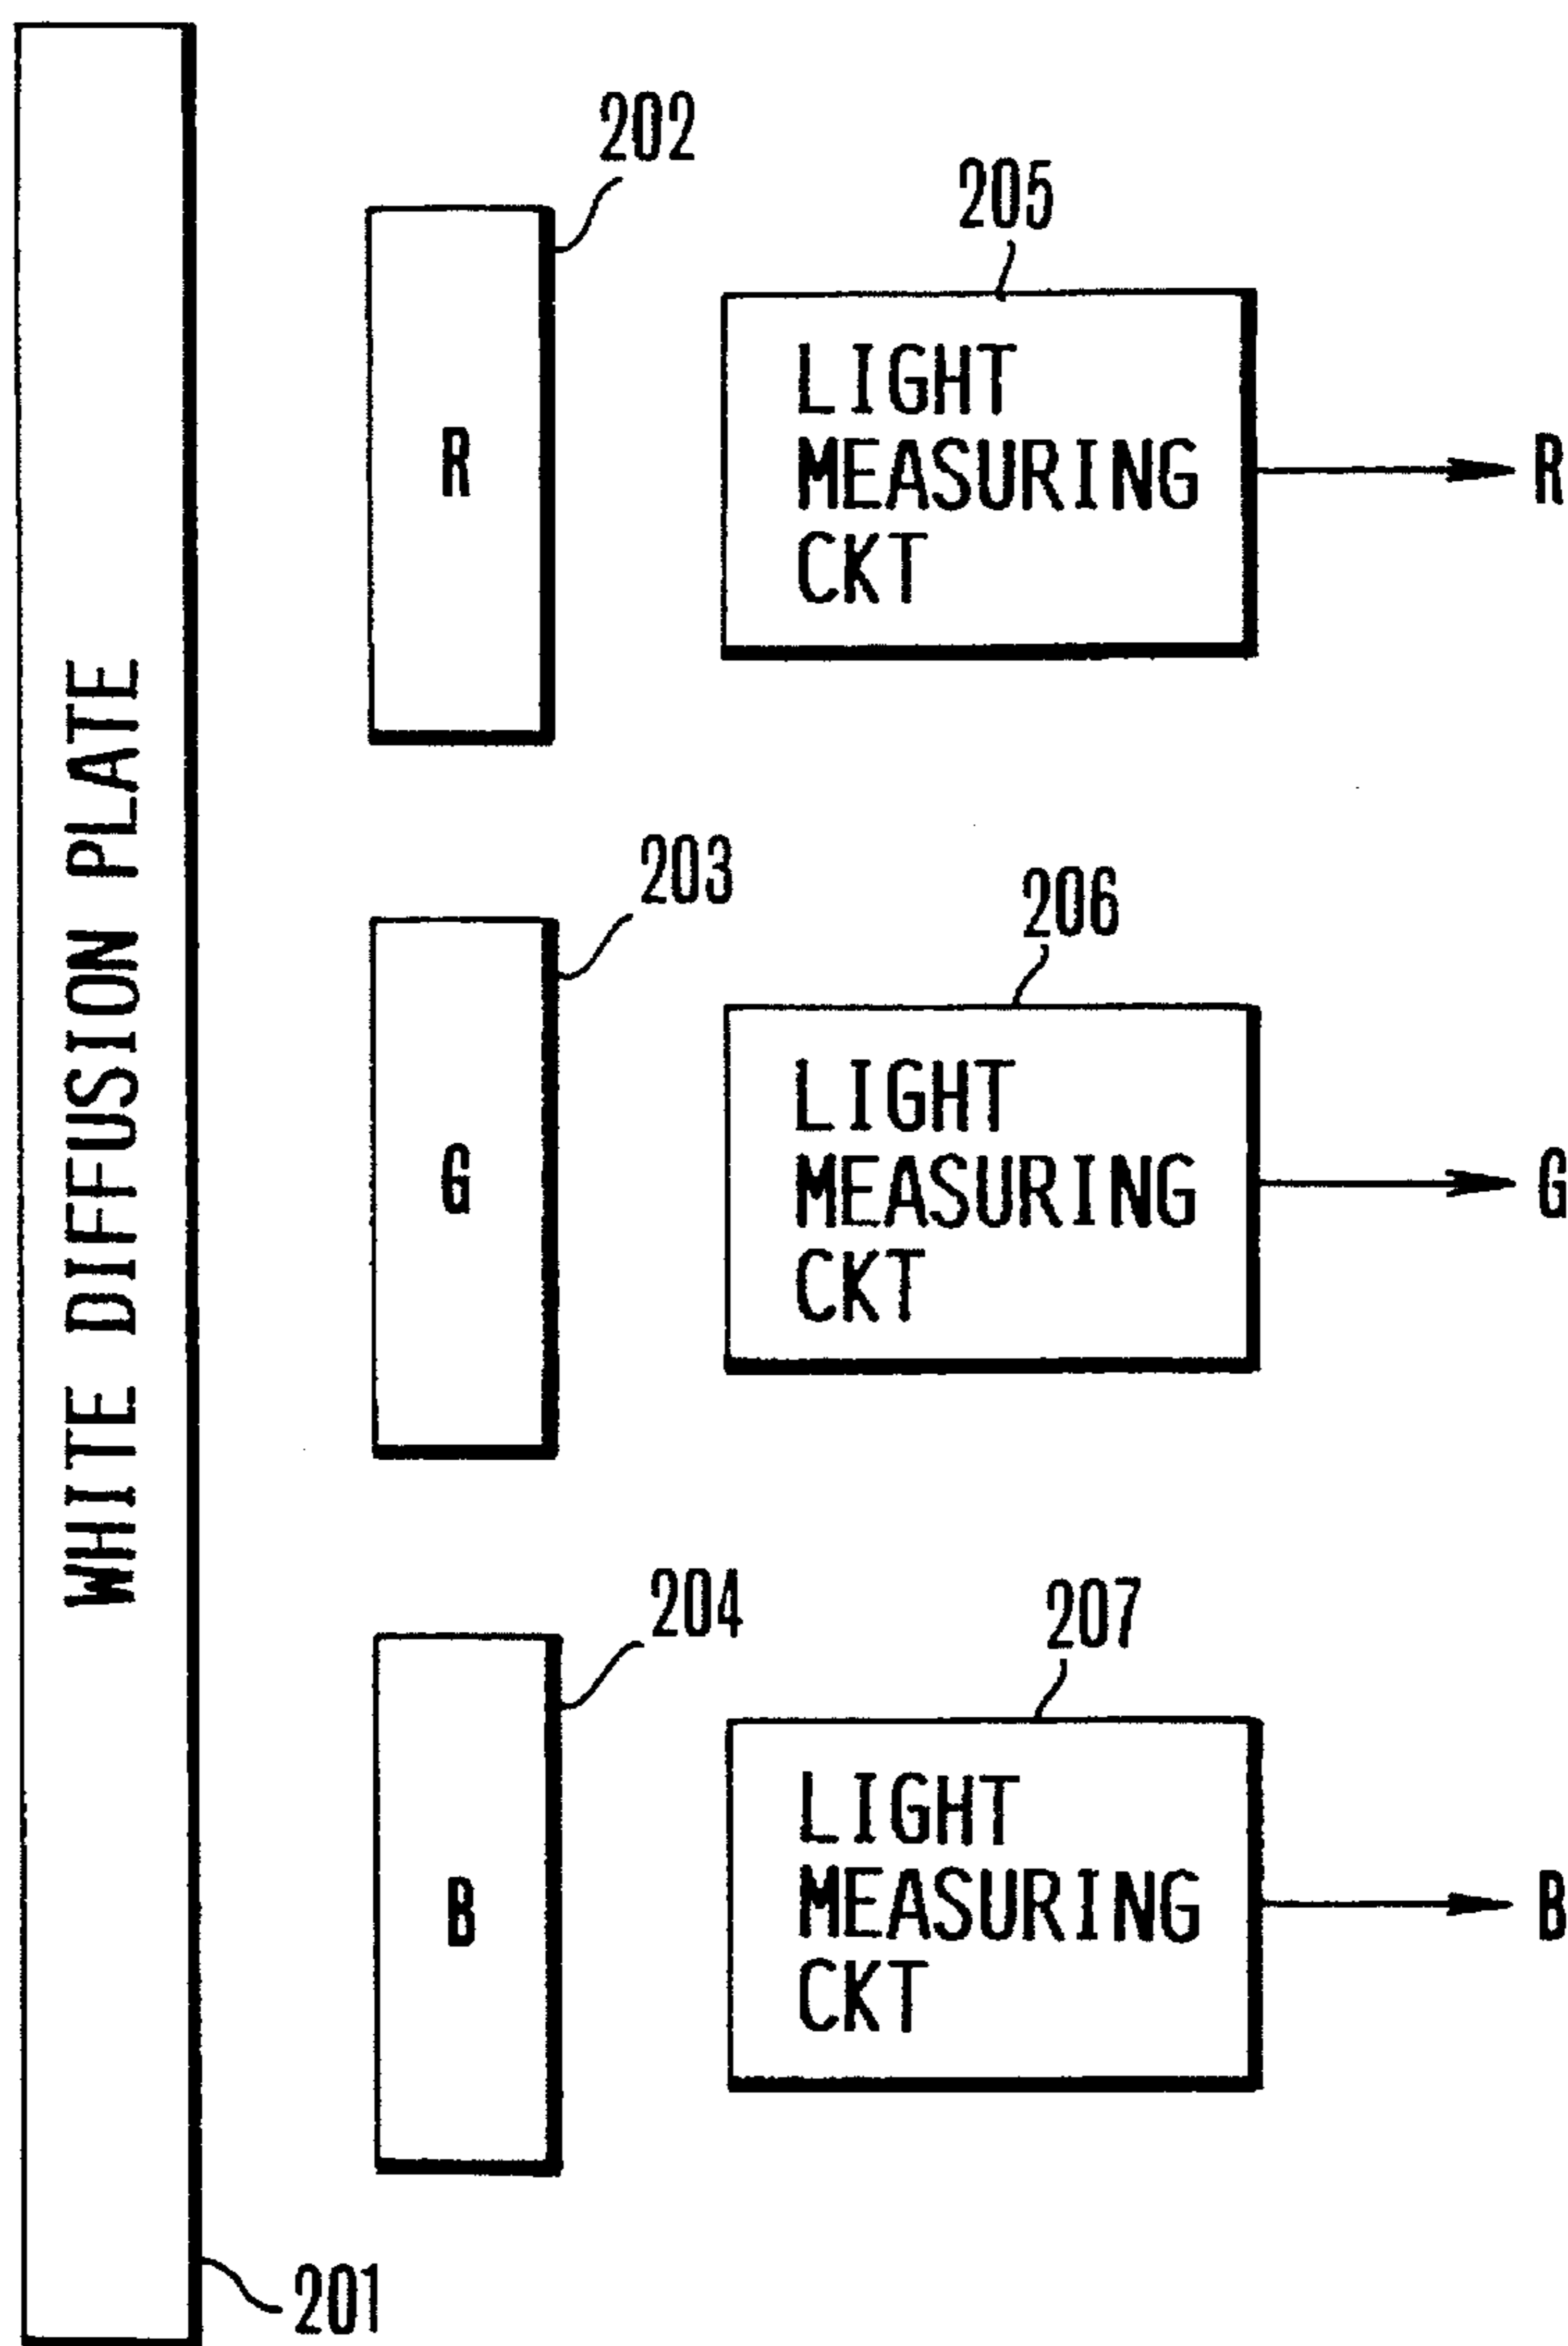 202
205
R
LIGHT
MEASURING
CKT
R
WHITE DIFFUSION PLATE
203
206
G
LIGHT
MEASURING
CKT
G
204
207
B
LIGHT
MEASURING
CKT
B
201